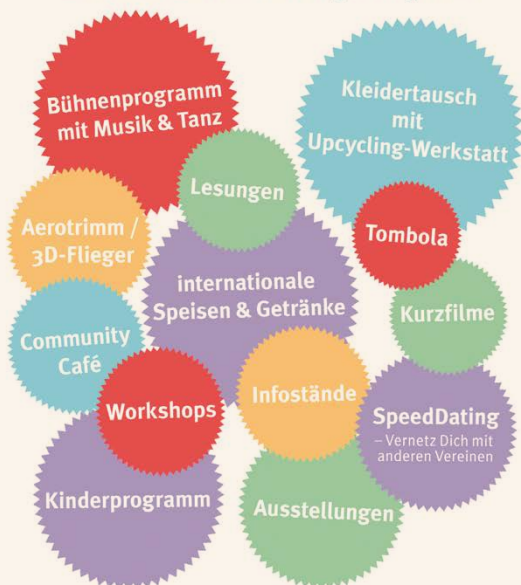 Bühnenprogramm
mit Musik & Tanz
Kleidertausch
mit
Upcycling-Werkstatt
Lesungen
Aerotrimm /
3D-Flieger
Tombola
internationale
Speisen & Getränke
Kurzfilme
Community
Café
Workshops
Infostände
SpeedDating
– Vernetz Dich mit
anderen Vereinen
Kinderprogramm
Ausstellungen